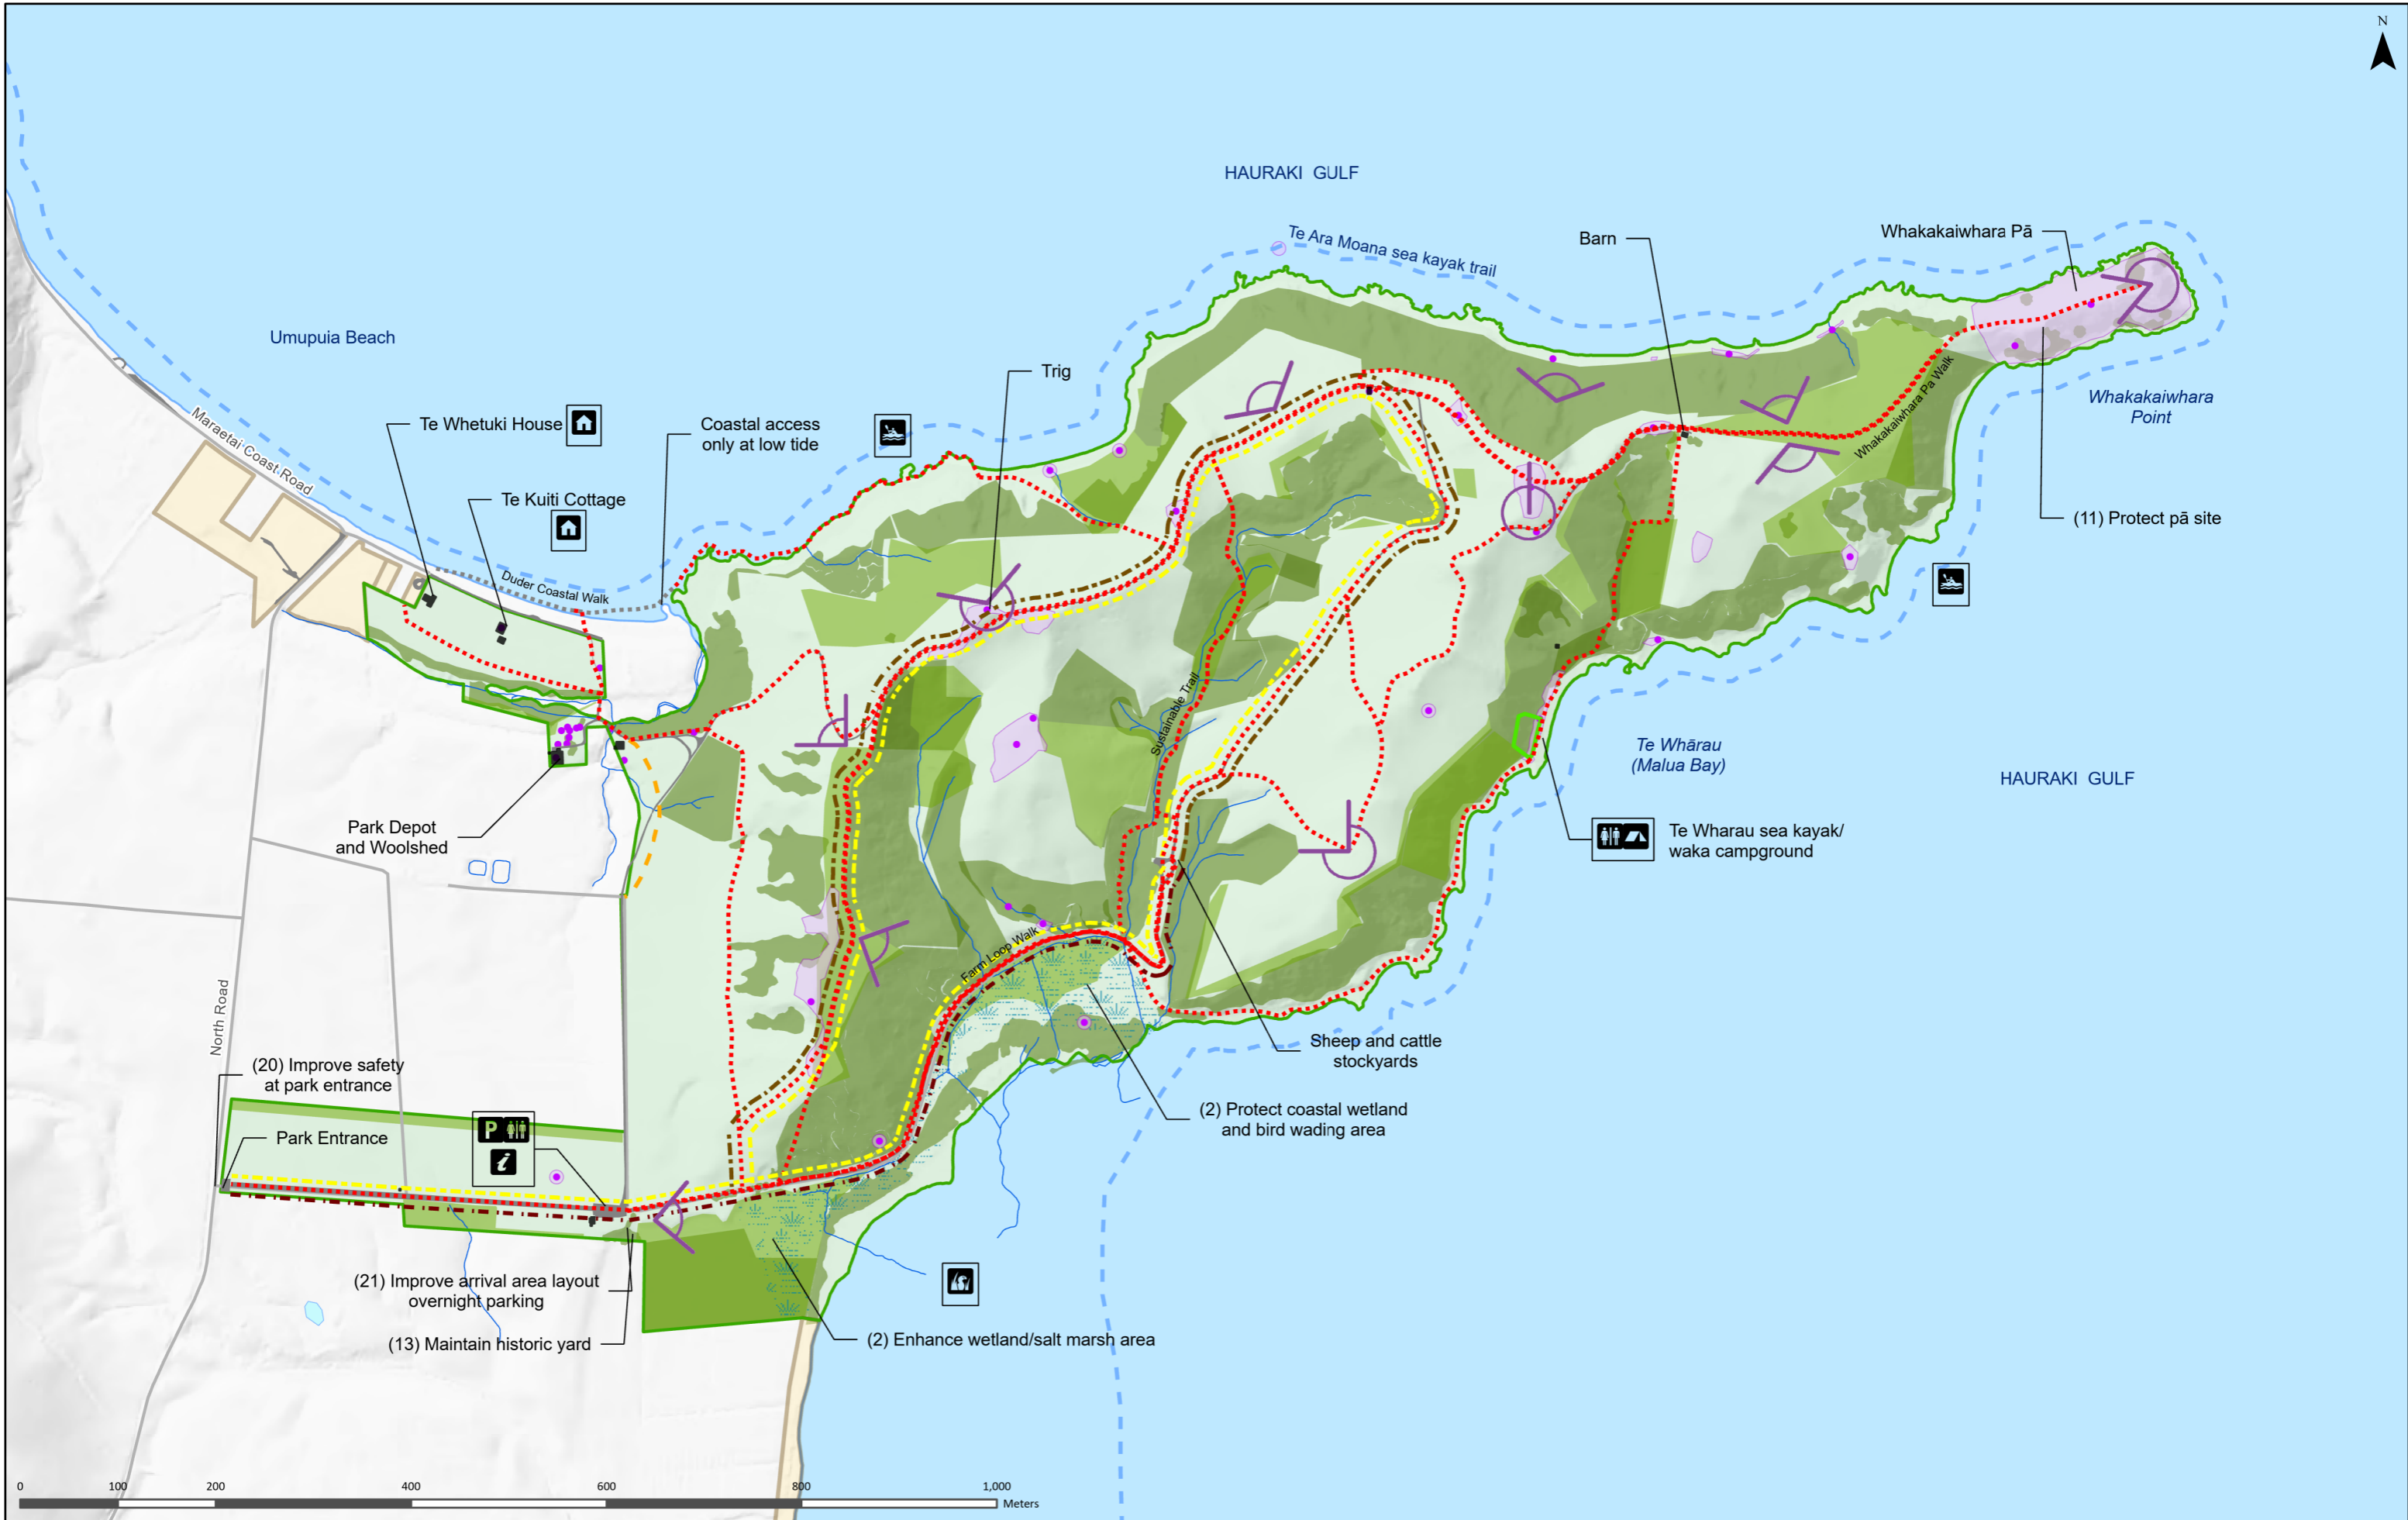 N
HAURAKI GULF
Te Ara Moana sea kayak trail
Barn
Whakakaiwhara Pā
Umupuia Beach
Trig
Whakakaiwhara
Point
Whakakaiwhara Pa Walk
Te Whetuki House
Coastal access
only at low tide
Maraetai Coast Road
Te Kuiti Cottage
(11) Protect pā site
Duder Coastal Walk
Sustainable Trail
Te Whārau
(Malua Bay)
HAURAKI GULF
Park Depot
and Woolshed
Te Wharau sea kayak/
waka campground
Farm Loop Walk
North Road
Sheep and cattle
stockyards
(20) Improve safety
at park entrance
(2) Protect coastal wetland
and bird wading area
Park Entrance
P
i
(21) Improve arrival area layout
overnight parking
(13) Maintain historic yard
(2) Enhance wetland/salt marsh area
0 100 200 400 600 800 1,000
Meters